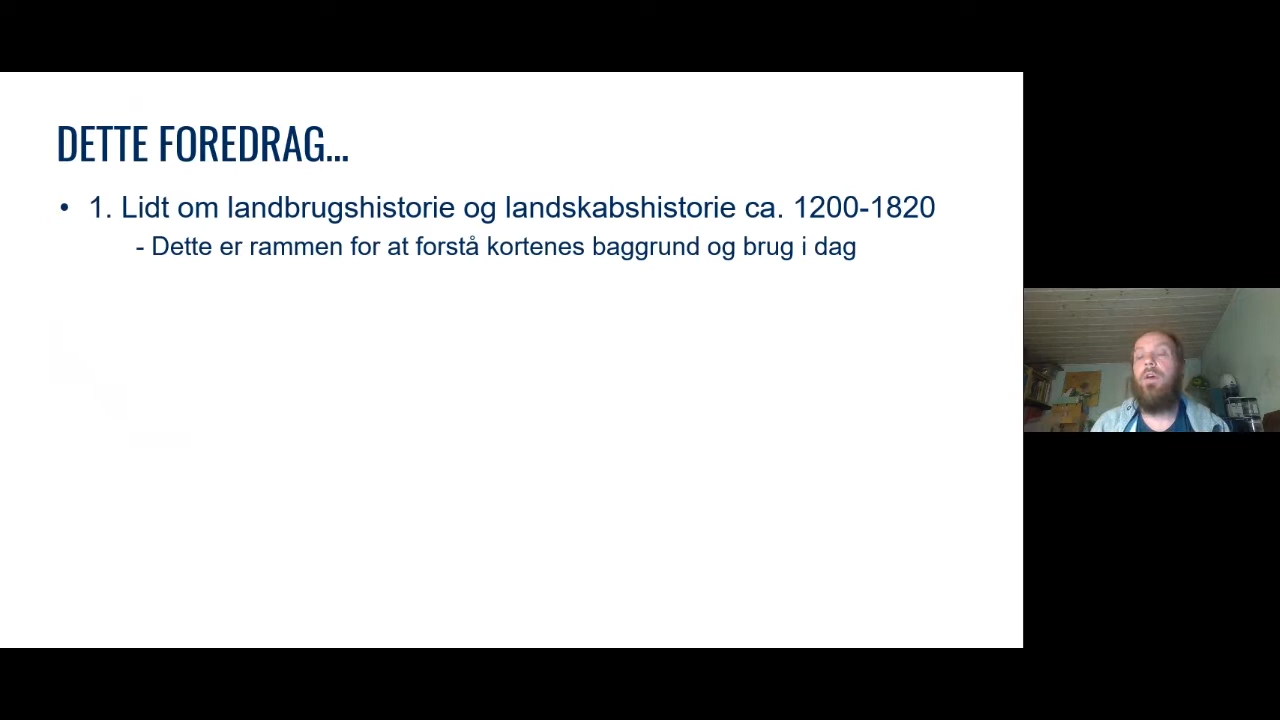 DETTE FOREDRAG...
• 1. Lidt om landbrugshistorie og landskabshistorie ca. 1200-1820
- Dette er rammen for at forstå kortenes baggrund og brug i dag